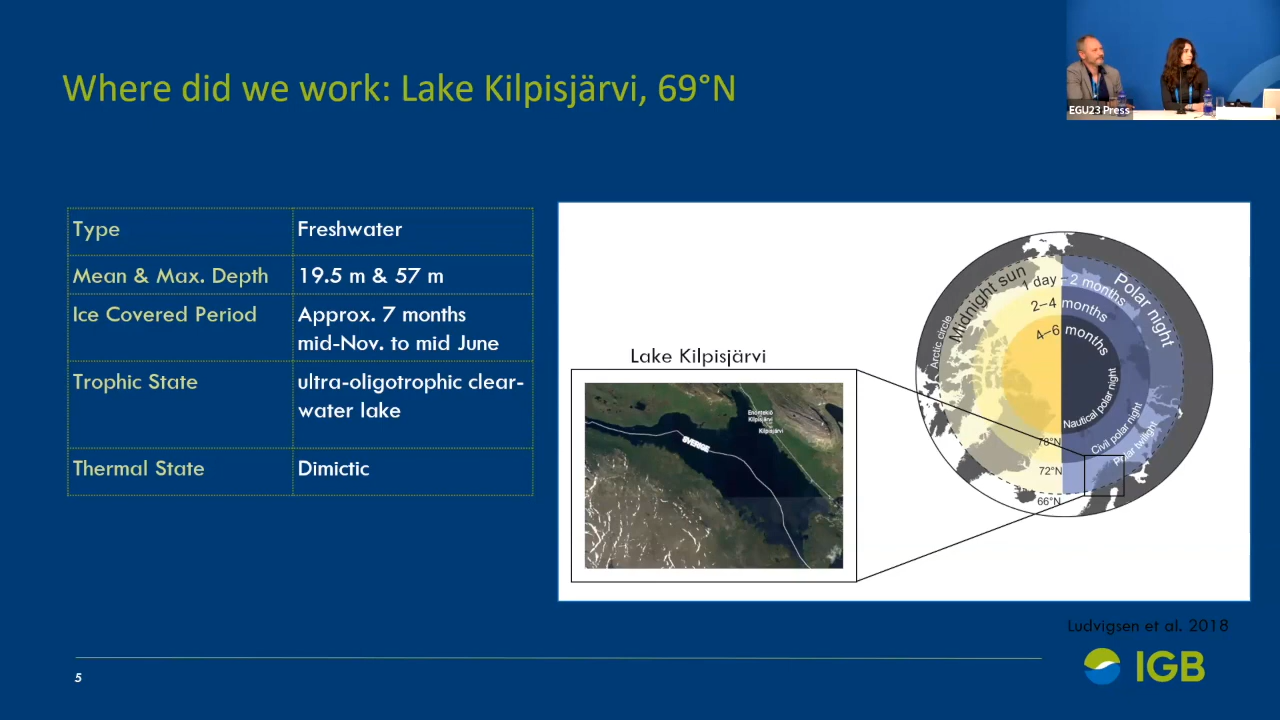 Where did we work: Lake Kilpisjärvi, 69°N
EGU23 Press
Type
Freshwater
Mean & Max. Depth
19.5 m & 57 m
Ice Covered Period
Approx. 7 months
mid-Nov. to mid June
Trophic State
ultra-oligotrophic clear-
water lake
Thermal State
Dimictic
Lake Kilpisjärvi
Enontekiö
Kilpisjärvi
Kilpisjärvi
SVERIGE
Midnight sun
Polar night
1 day – 2 months
2–4 months
4–6 months
Arctic circle
Nautical polar night
Civil polar night
Polar twilight
78°N
72°N
66°N
Ludvigsen et al. 2018
5
IGB